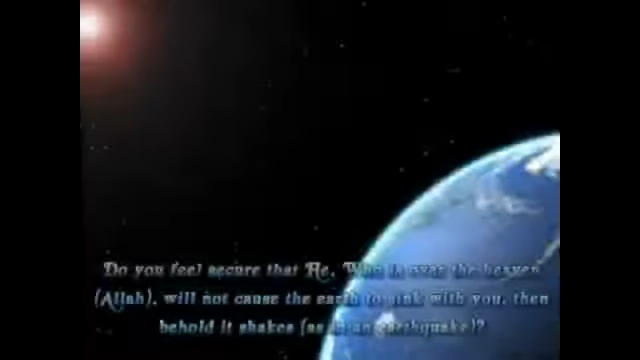 Do you feel secure that He, Who is over the heaven
(Allah), will not cause the earth to sink with you, then
behold it shakes (as in an earthquake)?